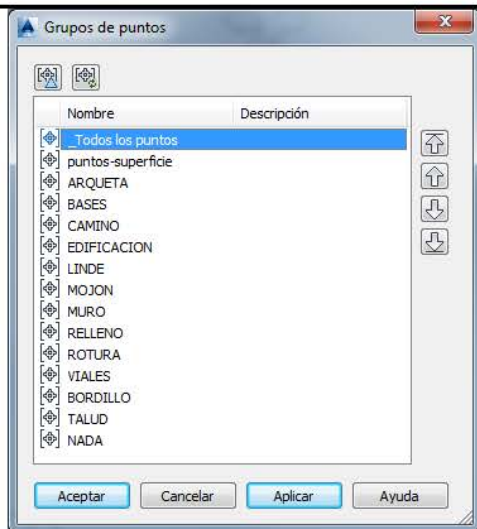 Grupos de puntos
Nombre Descripción
_Todos los puntos
puntos-superficie
ARQUETA
BASES
CAMINO
EDIFICACION
LINDE
MOJON
MURO
RELLENO
ROTURA
VIALES
BORDILLO
TALUD
NADA
Aceptar Cancelar Aplicar Ayuda